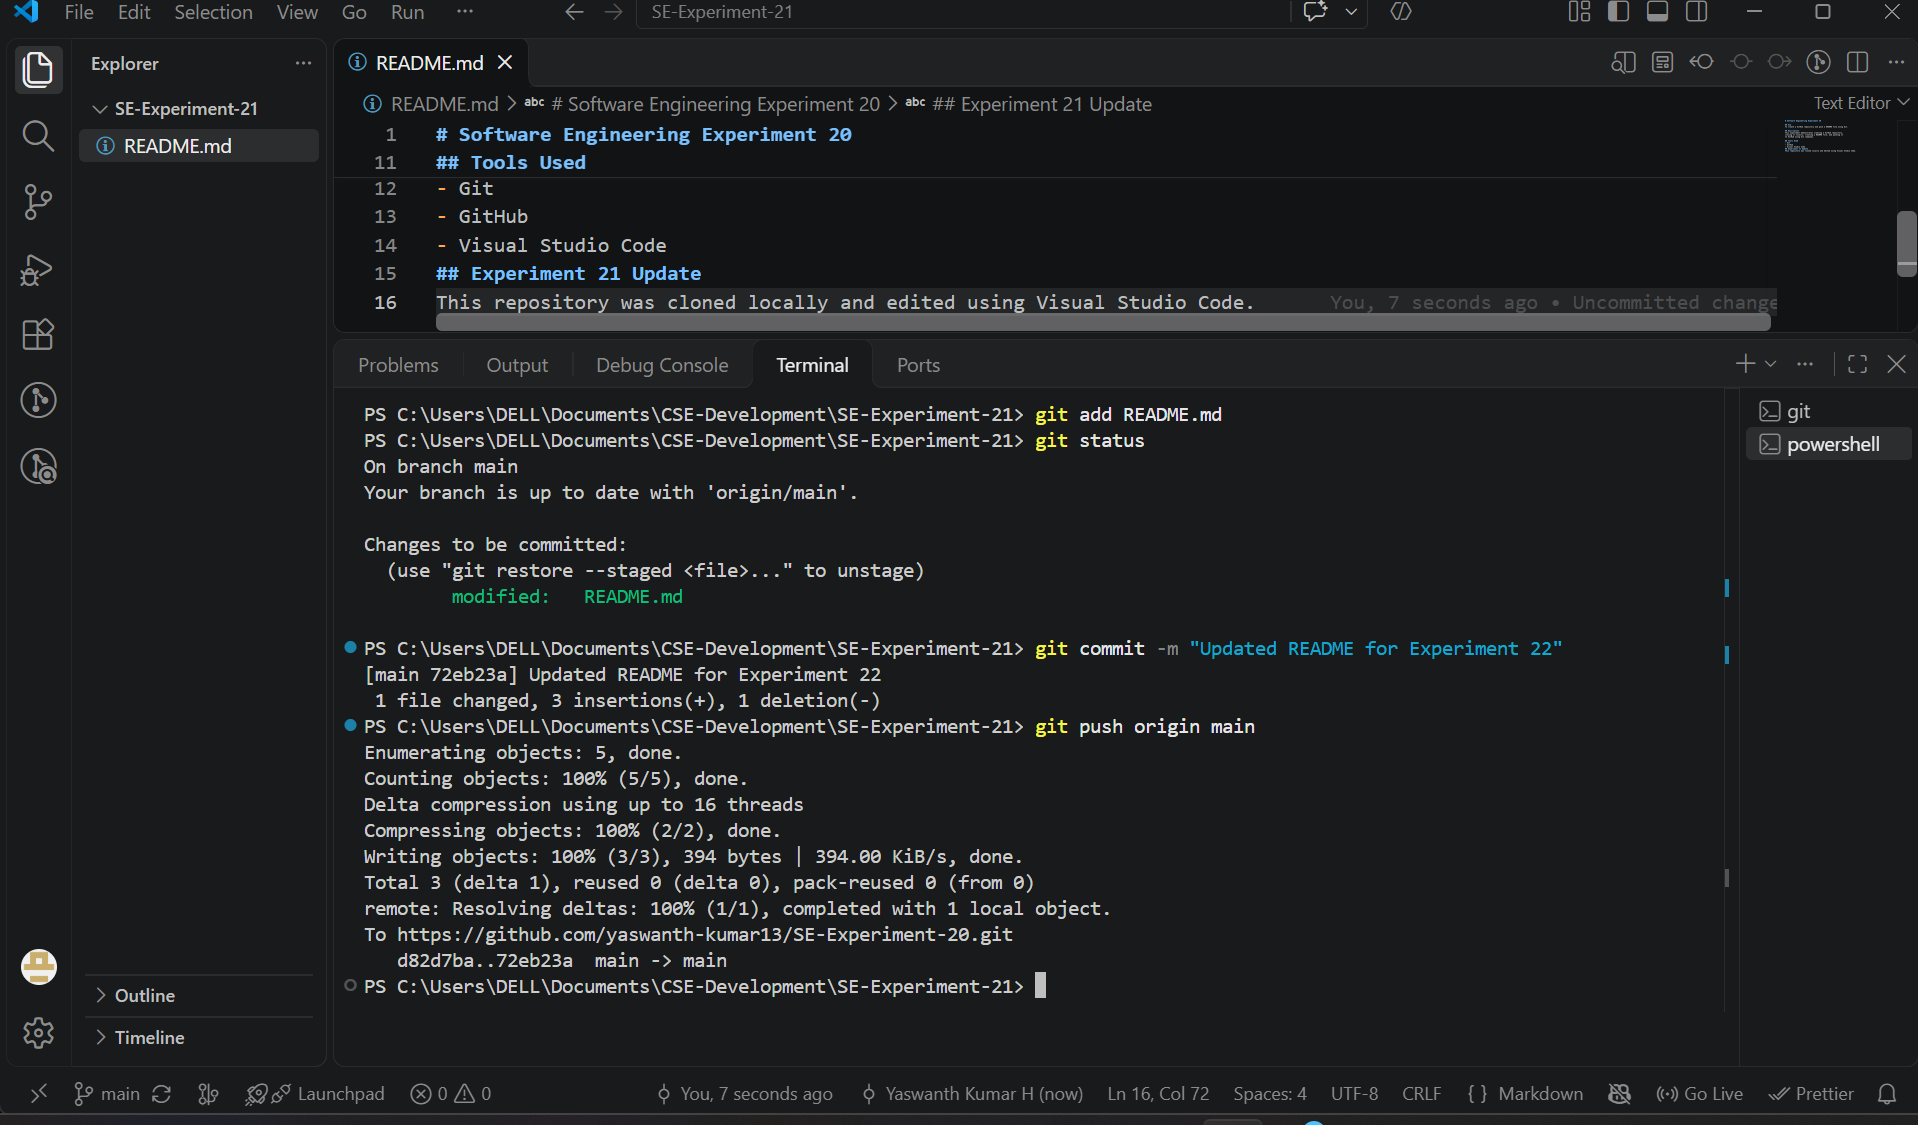 File Edit Selection View Go Run ···
SE-Experiment-21
Explorer ···
SE-Experiment-21
README.md
README.md
README.md > abc # Software Engineering Experiment 20 > abc ## Experiment 21 Update
Text Editor
1 # Software Engineering Experiment 20
11 ## Tools Used
12 - Git
13 - GitHub
14 - Visual Studio Code
15 ## Experiment 21 Update
16 This repository was cloned locally and edited using Visual Studio Code. You, 7 seconds ago • Uncommitted change
Problems Output Debug Console Terminal Ports
PS C:\Users\DELL\Documents\CSE-Development\SE-Experiment-21> git add README.md
PS C:\Users\DELL\Documents\CSE-Development\SE-Experiment-21> git status
On branch main
Your branch is up to date with 'origin/main'.
Changes to be committed:
(use "git restore --staged <file>..." to unstage)
modified: README.md
PS C:\Users\DELL\Documents\CSE-Development\SE-Experiment-21> git commit -m "Updated README for Experiment 22"
[main 72eb23a] Updated README for Experiment 22
1 file changed, 3 insertions(+), 1 deletion(-)
PS C:\Users\DELL\Documents\CSE-Development\SE-Experiment-21> git push origin main
Enumerating objects: 5, done.
Counting objects: 100% (5/5), done.
Delta compression using up to 16 threads
Compressing objects: 100% (2/2), done.
Writing objects: 100% (3/3), 394 bytes | 394.00 KiB/s, done.
Total 3 (delta 1), reused 0 (delta 0), pack-reused 0 (from 0)
remote: Resolving deltas: 100% (1/1), completed with 1 local object.
To https://github.com/yaswanth-kumar13/SE-Experiment-20.git
d82d7ba..72eb23a main -> main
PS C:\Users\DELL\Documents\CSE-Development\SE-Experiment-21>
git
powershell
Outline
Timeline
main Launchpad 0 0 You, 7 seconds ago Yaswanth Kumar H (now) Ln 16, Col 72 Spaces: 4 UTF-8 CRLF { } Markdown Go Live Prettier